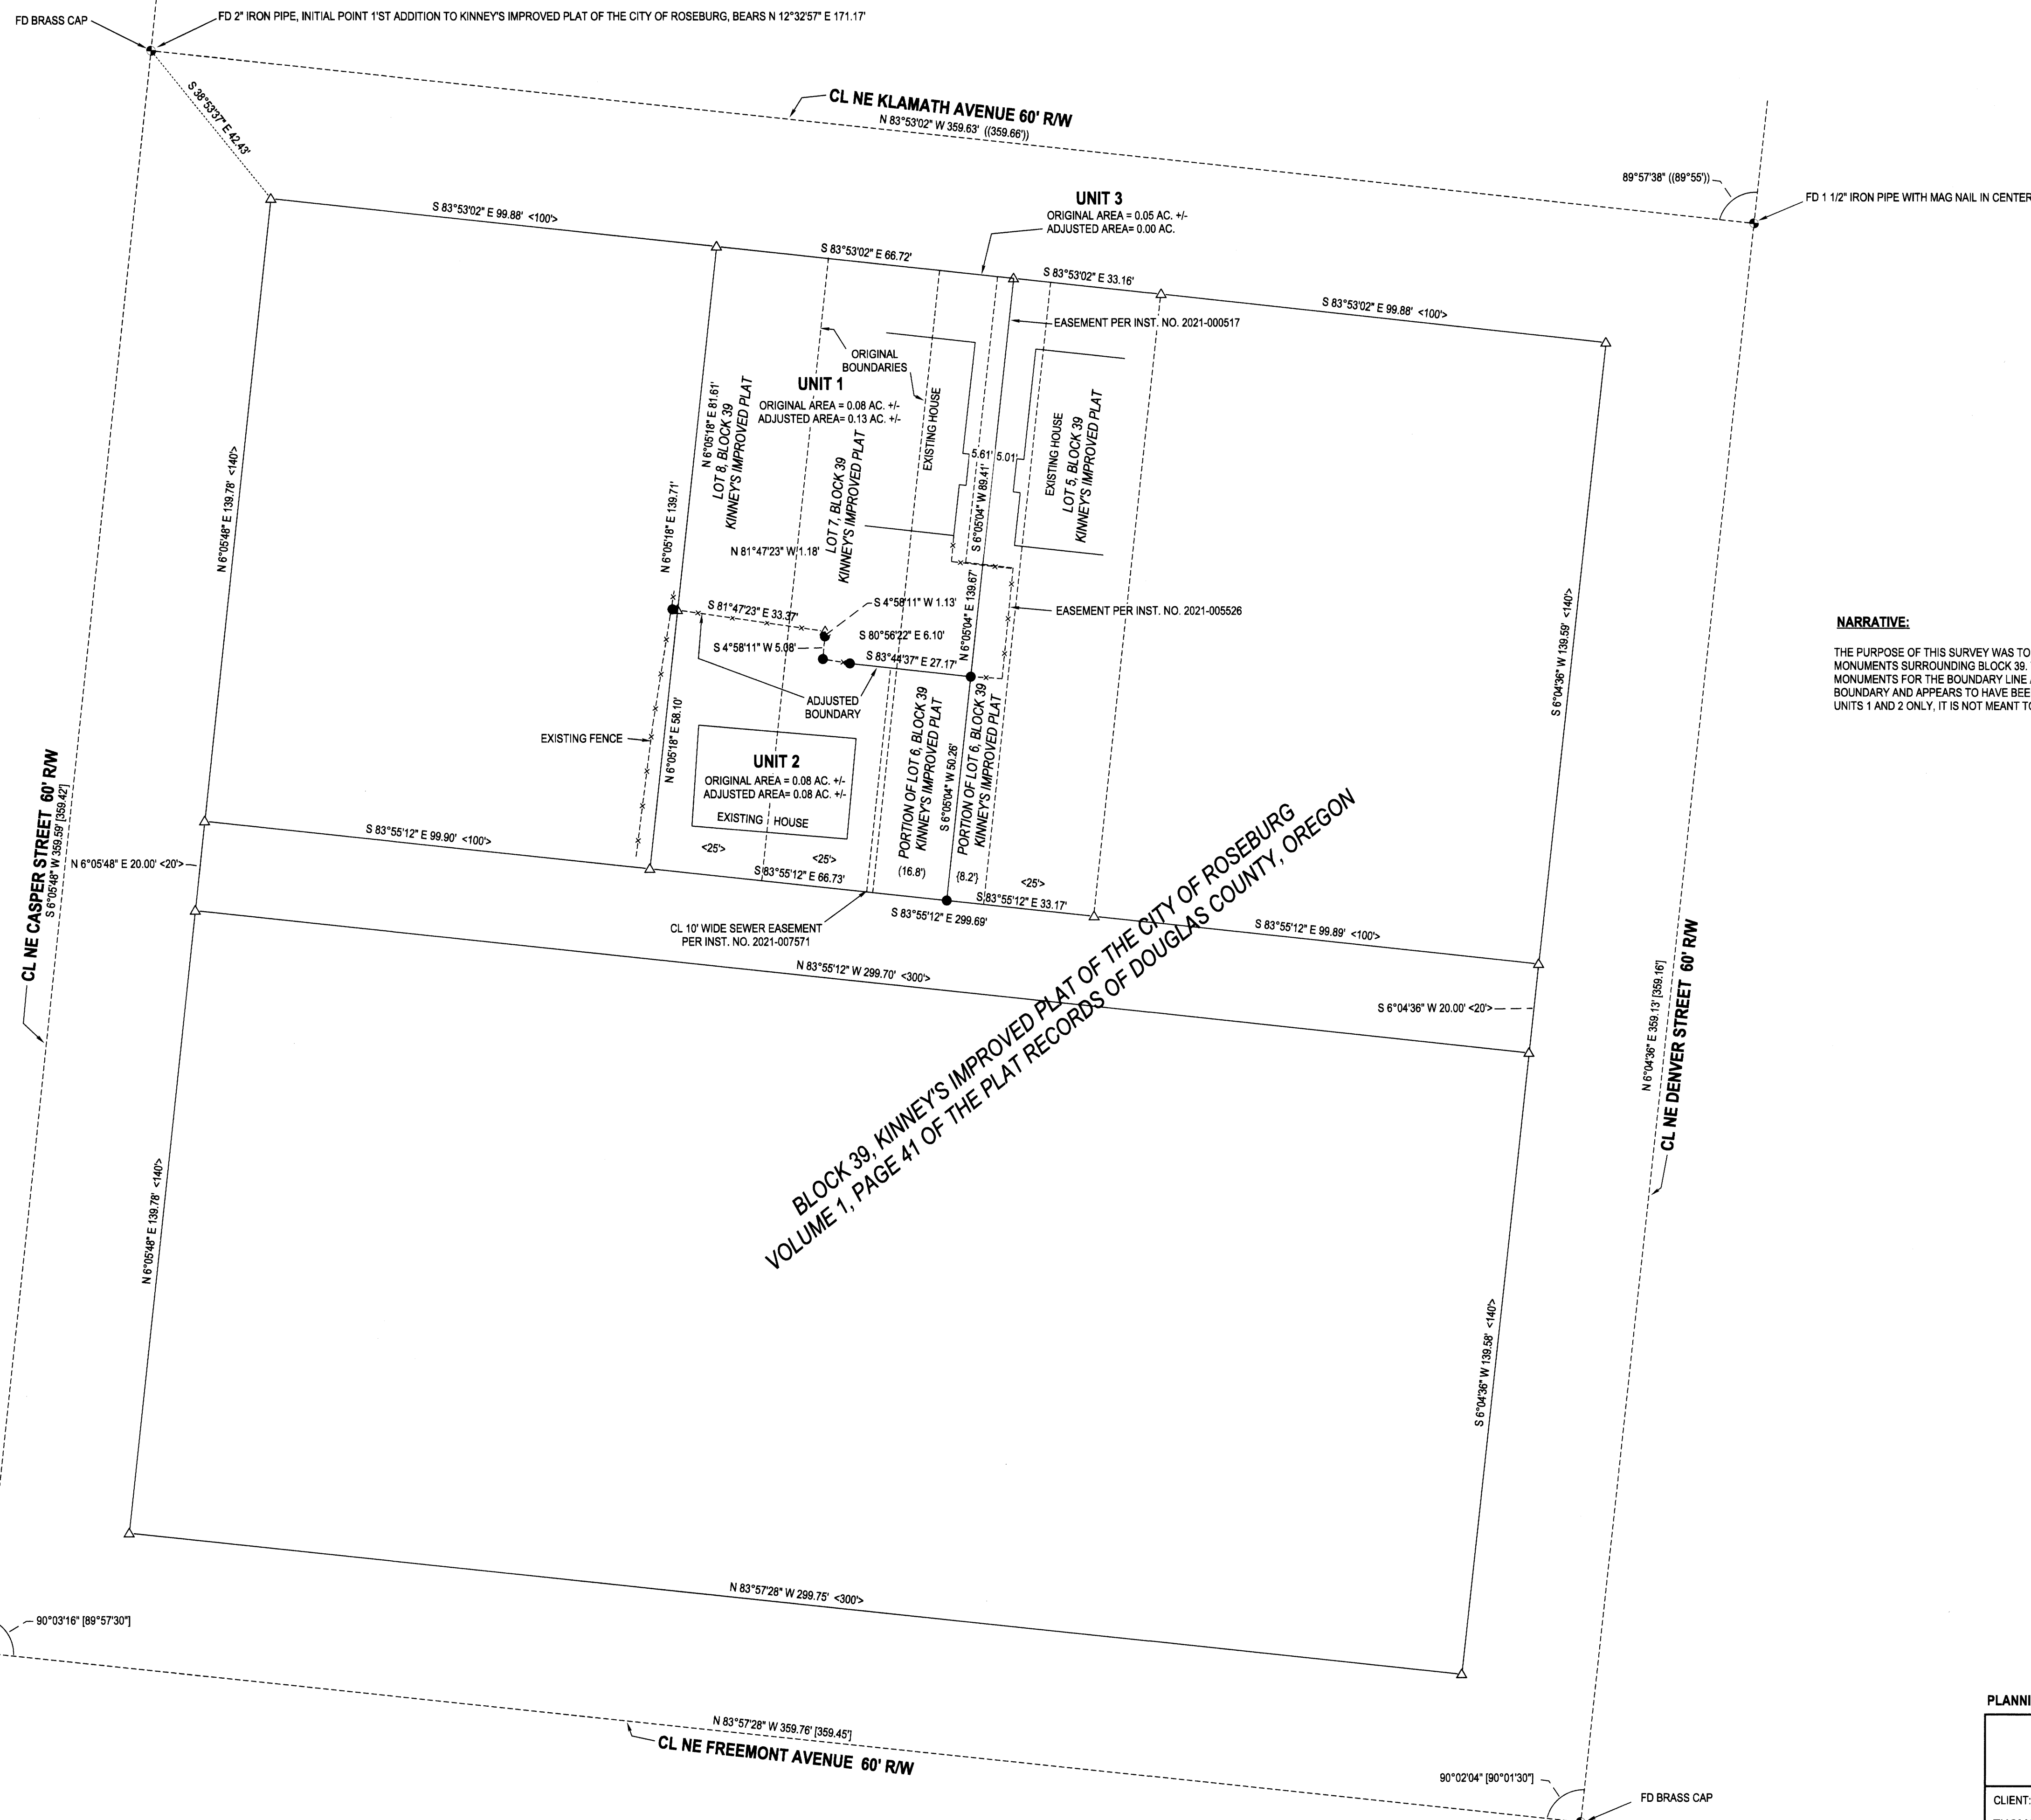 FD BRASS CAP
FD 2" IRON PIPE, INITIAL POINT 1'ST ADDITION TO KINNEY'S IMPROVED PLAT OF THE CITY OF ROSEBURG, BEARS N 12°32'57" E 171.17'
S 38°53'37" E 42.43'
CL NE KLAMATH AVENUE 60' R/W
N 83°53'02" W 359.63' ((359.66'))
89°57'38" ((89°55'))
FD 1 1/2" IRON PIPE WITH MAG NAIL IN CENTER
UNIT 3
ORIGINAL AREA = 0.05 AC. +/-
ADJUSTED AREA= 0.00 AC.
S 83°53'02" E 99.88' <100'>
S 83°53'02" E 66.72'
S 83°53'02" E 33.16'
S 83°53'02" E 99.88' <100'>
EASEMENT PER INST. NO. 2021-000517
ORIGINAL
BOUNDARIES
UNIT 1
ORIGINAL AREA = 0.08 AC. +/-
ADJUSTED AREA= 0.13 AC. +/-
N 6°05'18" E 81.61'
LOT 8, BLOCK 39
KINNEY'S IMPROVED PLAT
LOT 7, BLOCK 39
KINNEY'S IMPROVED PLAT
EXISTING HOUSE
5.61'
5.01'
S 6°05'04" W 89.41'
EXISTING HOUSE
LOT 5, BLOCK 39
KINNEY'S IMPROVED PLAT
N 6°05'48" E 139.78' <140'>
N 6°05'18" E 139.71'
N 81°47'23" W 1.18'
N 6°05'04" E 139.67'
S 81°47'23" E 33.37'
S 4°58'11" W 1.13'
EASEMENT PER INST. NO. 2021-005526
S 80°56'22" E 6.10'
S 4°58'11" W 5.08'
S 83°44'37" E 27.17'
S 6°04'36" W 139.59' <140'>
NARRATIVE:
THE PURPOSE OF THIS SURVEY WAS TO
MONUMENTS SURROUNDING BLOCK 39.
MONUMENTS FOR THE BOUNDARY LINE
BOUNDARY AND APPEARS TO HAVE BEE
UNITS 1 AND 2 ONLY, IT IS NOT MEANT TO
ADJUSTED
BOUNDARY
EXISTING FENCE
N 6°05'18" E 58.10'
UNIT 2
ORIGINAL AREA = 0.08 AC. +/-
ADJUSTED AREA= 0.08 AC. +/-
EXISTING HOUSE
PORTION OF LOT 6, BLOCK 39
KINNEY'S IMPROVED PLAT
S 6°05'04" W 50.26'
PORTION OF LOT 6, BLOCK 39
KINNEY'S IMPROVED PLAT
<25'>
<25'>
(16.8')
{8.2'}
<25'>
S 83°55'12" E 99.90' <100'>
N 6°05'48" E 20.00' <20'>
S 83°55'12" E 66.73'
S 83°55'12" E 33.17'
S 83°55'12" E 299.69'
S 83°55'12" E 99.89' <100'>
CL 10' WIDE SEWER EASEMENT
PER INST. NO. 2021-007571
CL NE CASPER STREET 60' R/W
S 6°05'48" W 359.59' [359.42']
N 83°55'12" W 299.70' <300'>
S 6°04'36" W 20.00' <20'>
N 6°04'36" E 359.13' [359.16']
CL NE DENVER STREET 60' R/W
BLOCK 39, KINNEY'S IMPROVED PLAT OF THE CITY OF ROSEBURG
VOLUME 1, PAGE 41 OF THE PLAT RECORDS OF DOUGLAS COUNTY, OREGON
N 6°05'48" E 139.78' <140'>
S 6°04'36" W 139.58' <140'>
N 83°57'28" W 299.75' <300'>
90°03'16" [89°57'30"]
N 83°57'28" W 359.76' [359.45']
CL NE FREEMONT AVENUE 60' R/W
90°02'04" [90°01'30"]
FD BRASS CAP
PLANNI
CLIENT: